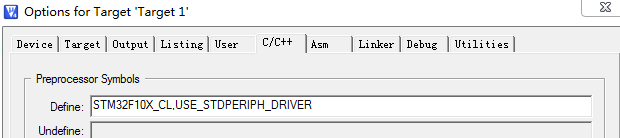 Options for Target 'Target 1'
Device Target Output Listing User C/C++ Asm Linker Debug Utilities
Preprocessor Symbols
Define: STM32F10X_CL,USE_STDPERIPH_DRIVER
Undefine: